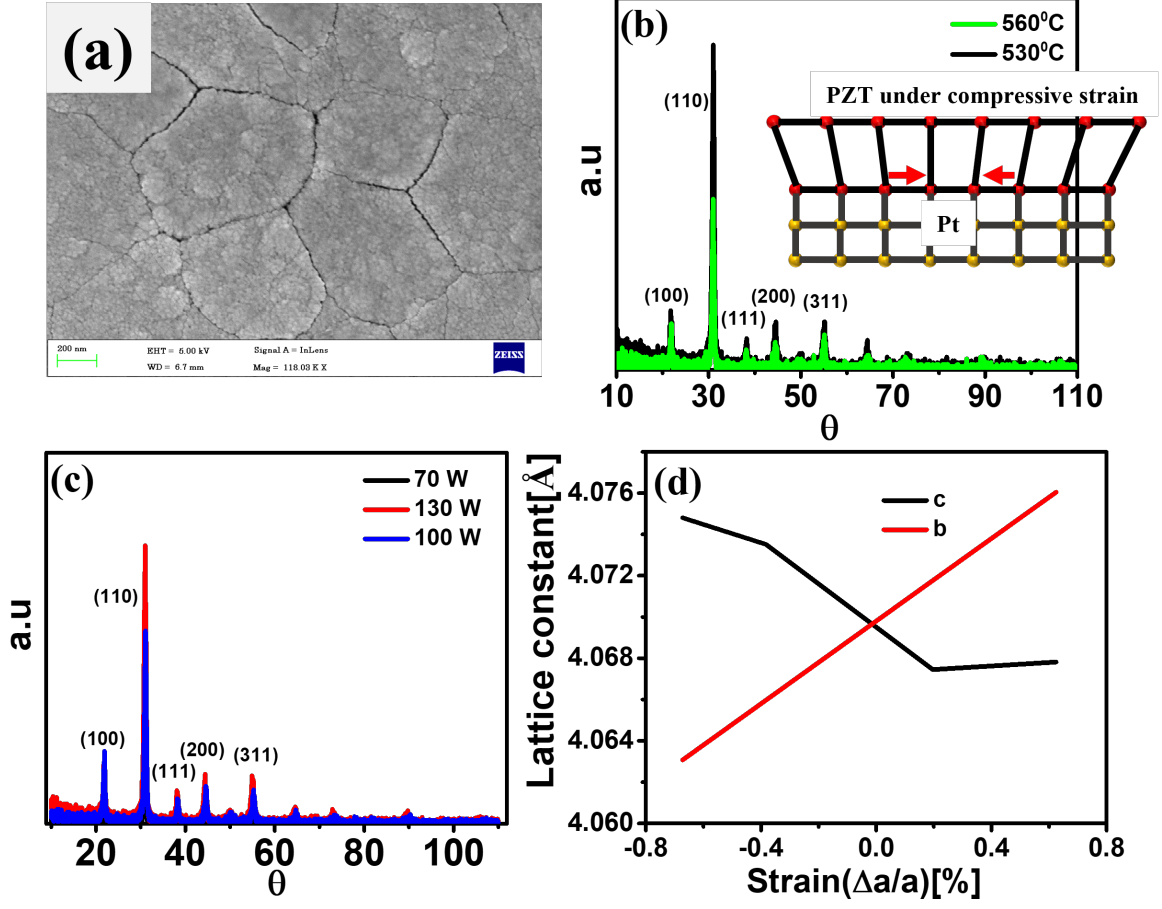 (a)
200 nm
EHT = 5.00 kV
WD = 6.7 mm
Signal A = InLens
Mag = 118.03 K X
ZEISS
(b)
560⁰C
530⁰C
PZT under compressive strain
Pt
(110)
(100)
(111)
(200)
(311)
a.u
10 30 50 70 90 110
θ
(c)
70 W
130 W
100 W
(110)
(100)
(111)
(200)
(311)
a.u
20 40 60 80 100
θ
(d)
c
b
Lattice constant[Å]
4.076
4.072
4.068
4.064
4.060
-0.8 -0.4 0.0 0.4 0.8
Strain(Δa/a)[%]